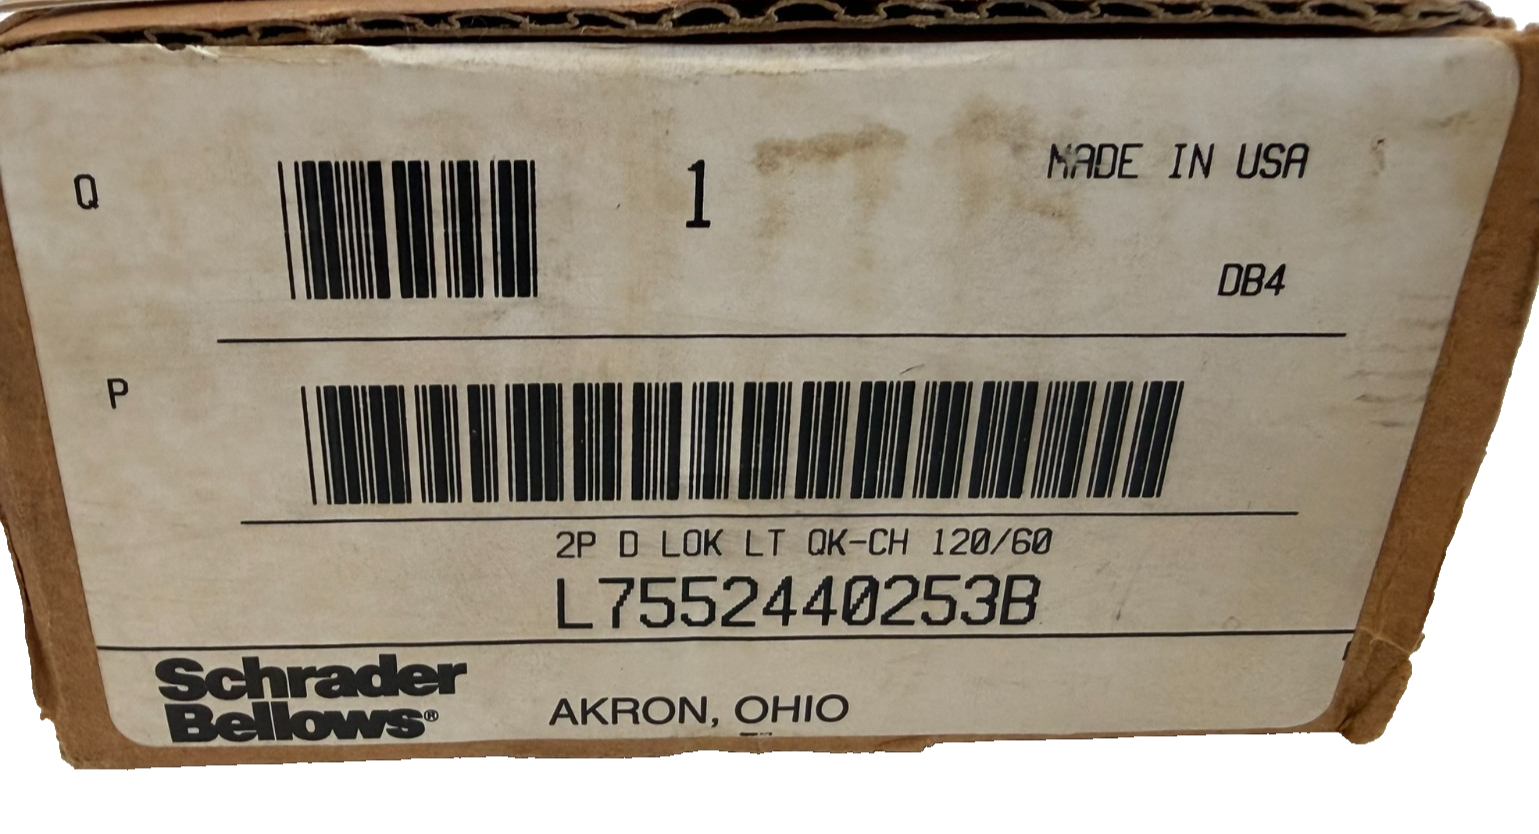 Q 1 MADE IN USA
DB4
P
2P D LOK LT QK-CH 120/60
L7552440253B
Schrader
Bellows®
AKRON, OHIO